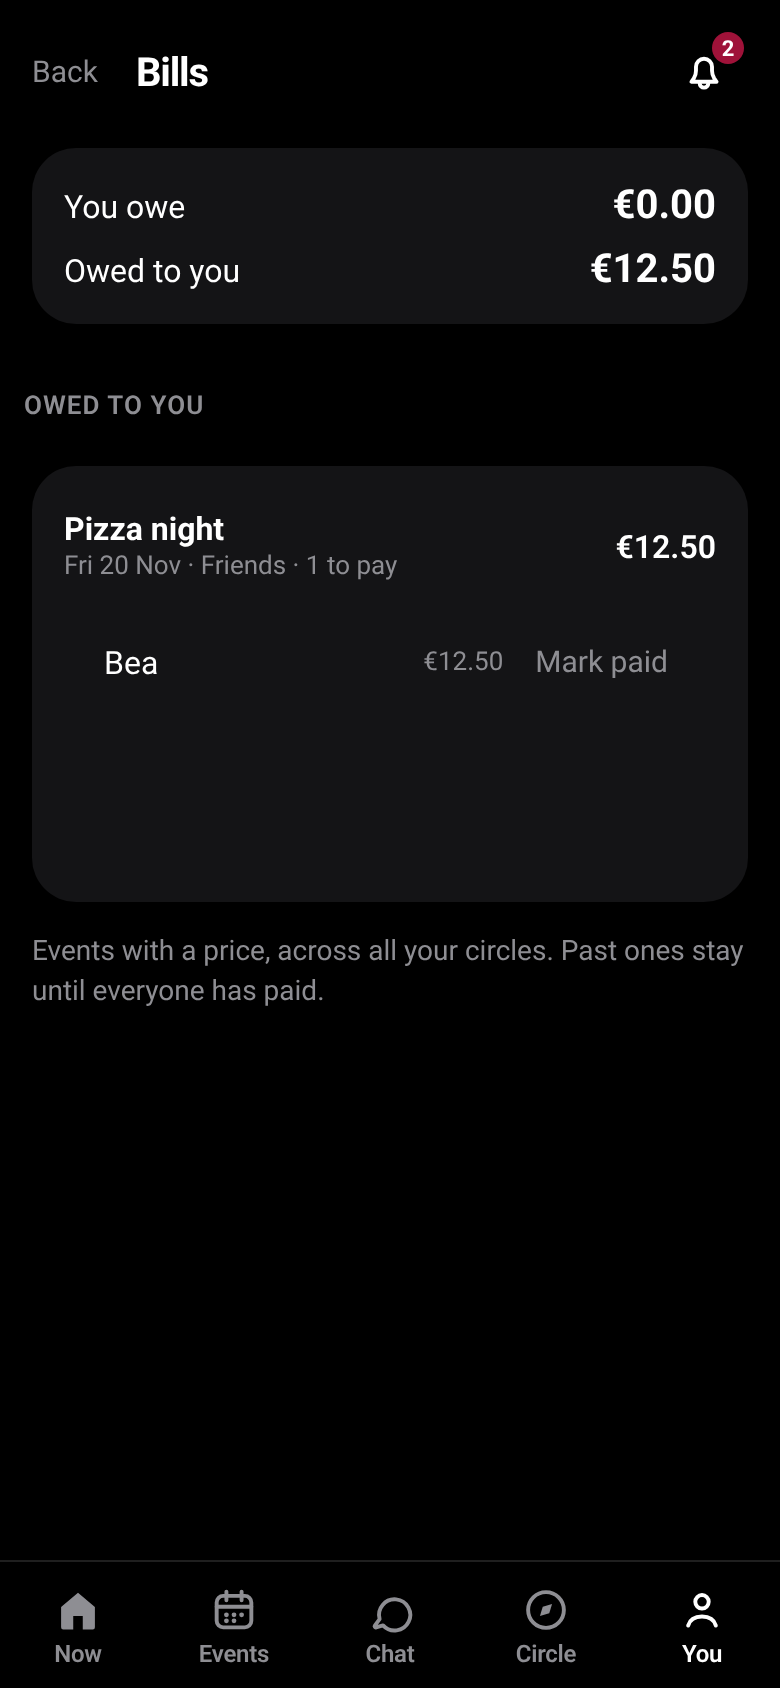 Back Bills 2
You owe €0.00
Owed to you €12.50
OWED TO YOU
Pizza night
€12.50
Fri 20 Nov · Friends · 1 to pay
Bea €12.50 Mark paid
Events with a price, across all your circles. Past ones stay
until everyone has paid.
Now Events Chat Circle You